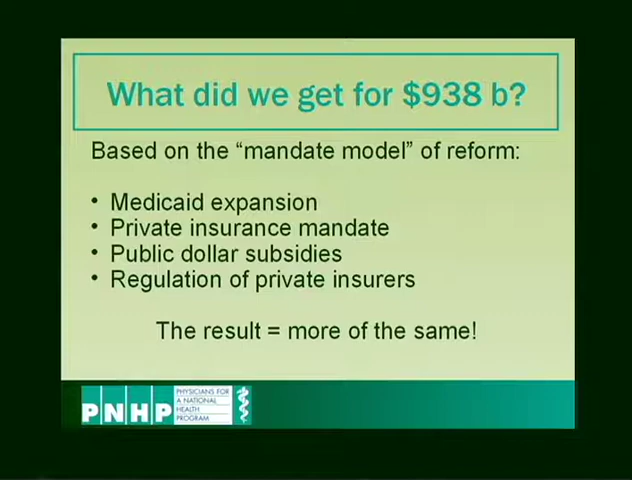 What did we get for $938 b?
Based on the “mandate model” of reform:
• Medicaid expansion
• Private insurance mandate
• Public dollar subsidies
• Regulation of private insurers
The result = more of the same!
PNHP
PHYSICIANS FOR
A NATIONAL
HEALTH
PROGRAM